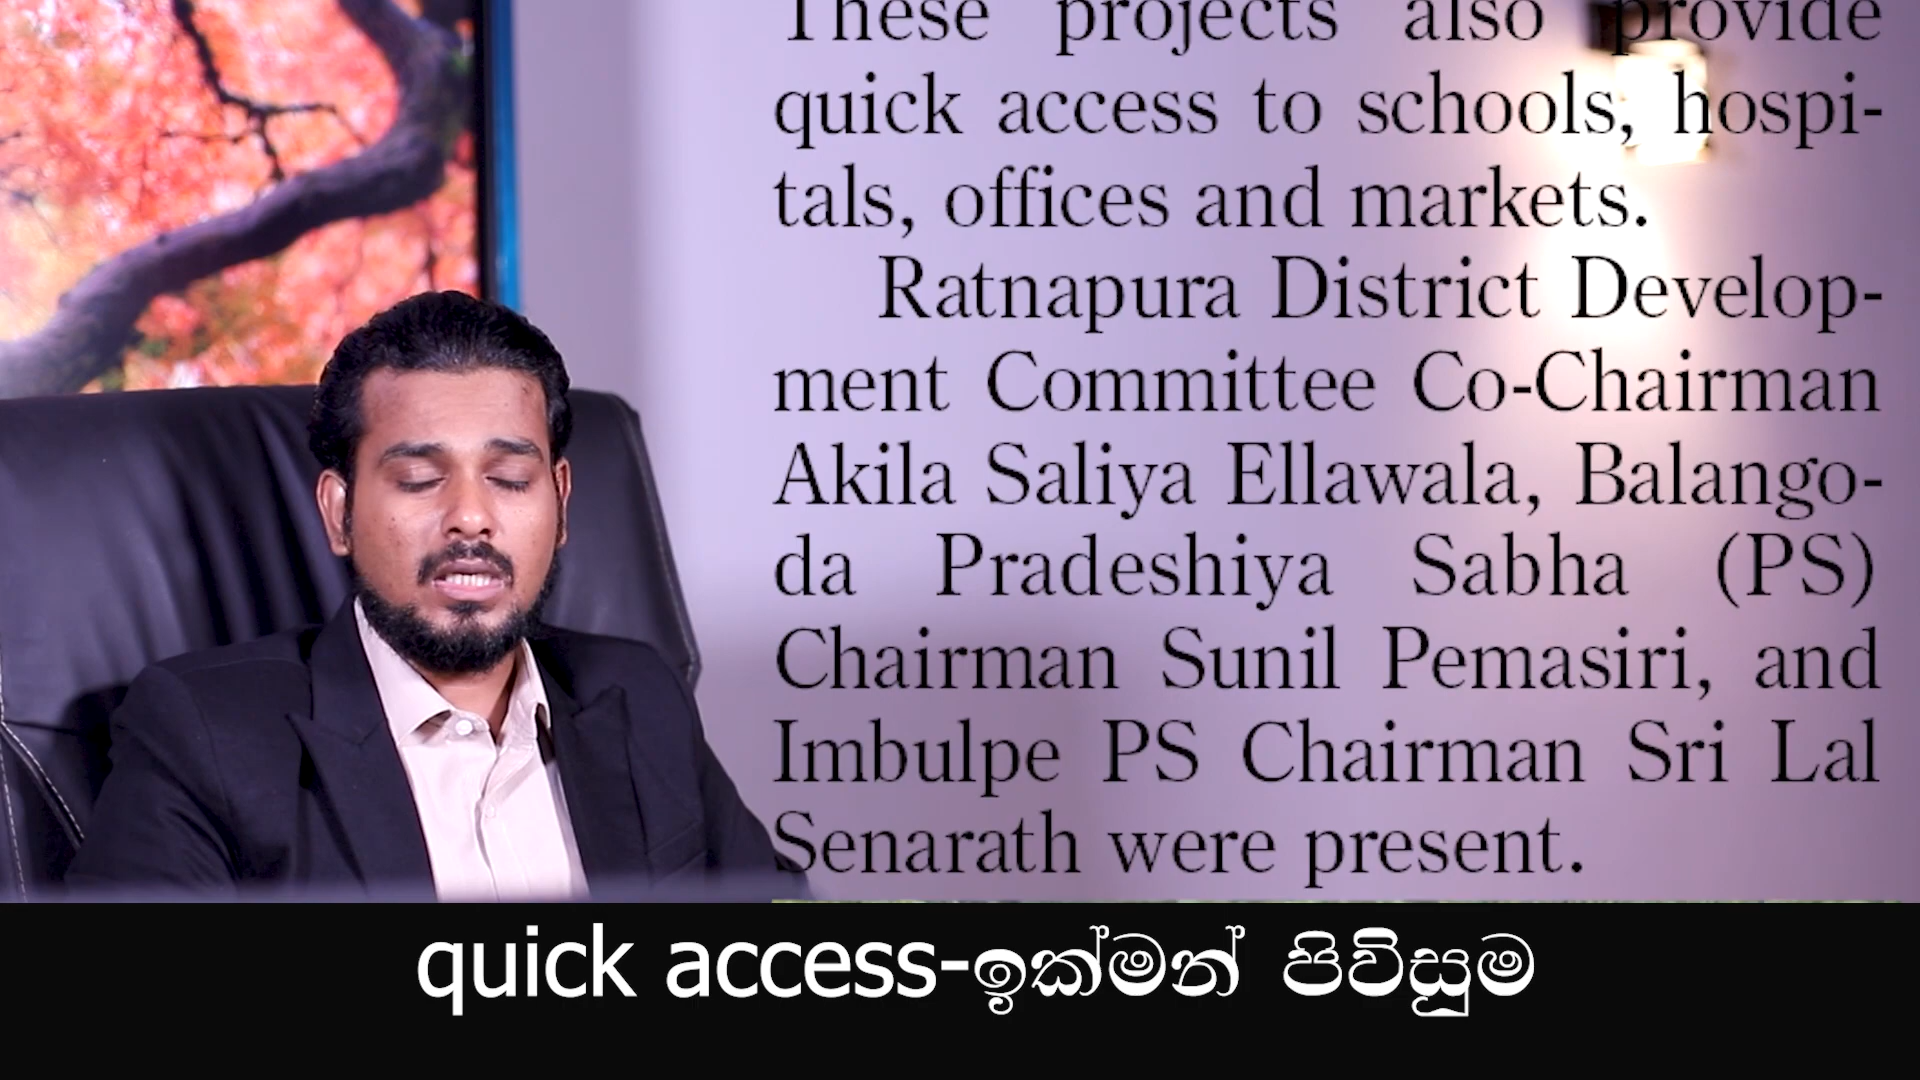 These projects also provide
quick access to schools, hospi-
tals, offices and markets.
Ratnapura District Develop-
ment Committee Co-Chairman
Akila Saliya Ellawala, Balango-
da Pradeshiya Sabha (PS)
Chairman Sunil Pemasiri, and
Imbulpe PS Chairman Sri Lal
Senarath were present.
quick access-ඉක්මන් පිවිසුම